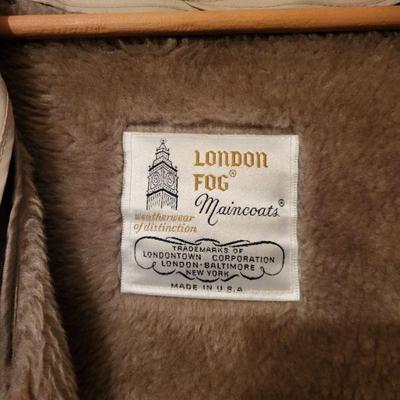 LONDON
FOG®
Maincoats®
weatherwear
of distinction
TRADEMARKS OF
LONDONTOWN CORPORATION
LONDON-BALTIMORE
NEW YORK
MADE IN U.S.A